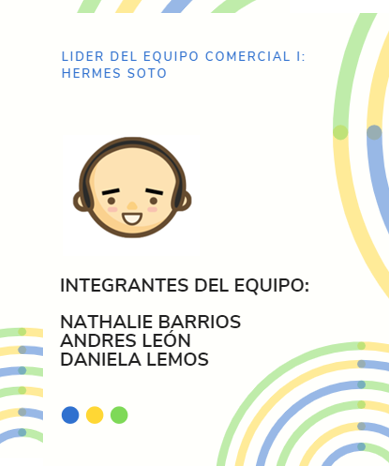 LIDER DEL EQUIPO COMERCIAL I:
HERMES SOTO
INTEGRANTES DEL EQUIPO:
NATHALIE BARRIOS
ANDRES LEÓN
DANIELA LEMOS